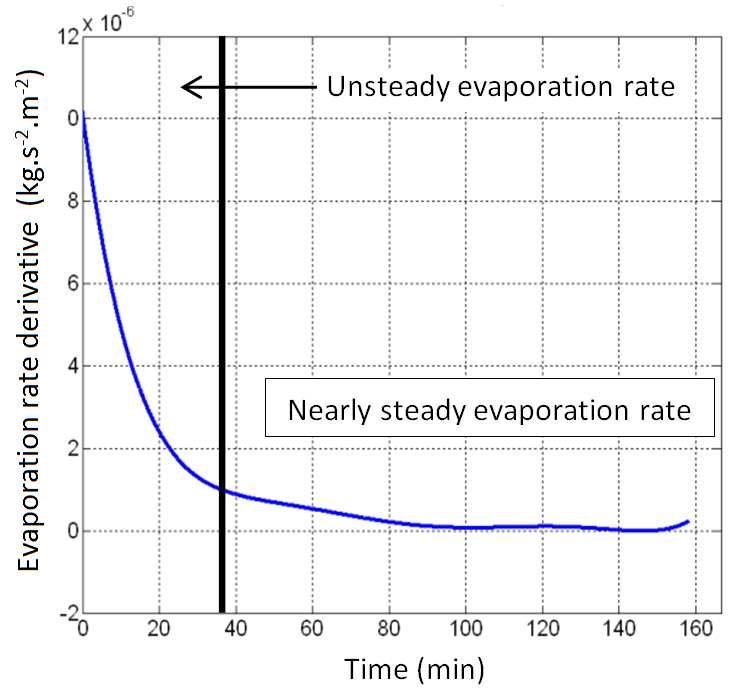 x 10-6
12
0
8
6
4
2
0
-2
Unsteady evaporation rate
Nearly steady evaporation rate
Evaporation rate derivative (kg.s-2.m-2)
0 20 40 60 80 100 120 140 160
Time (min)